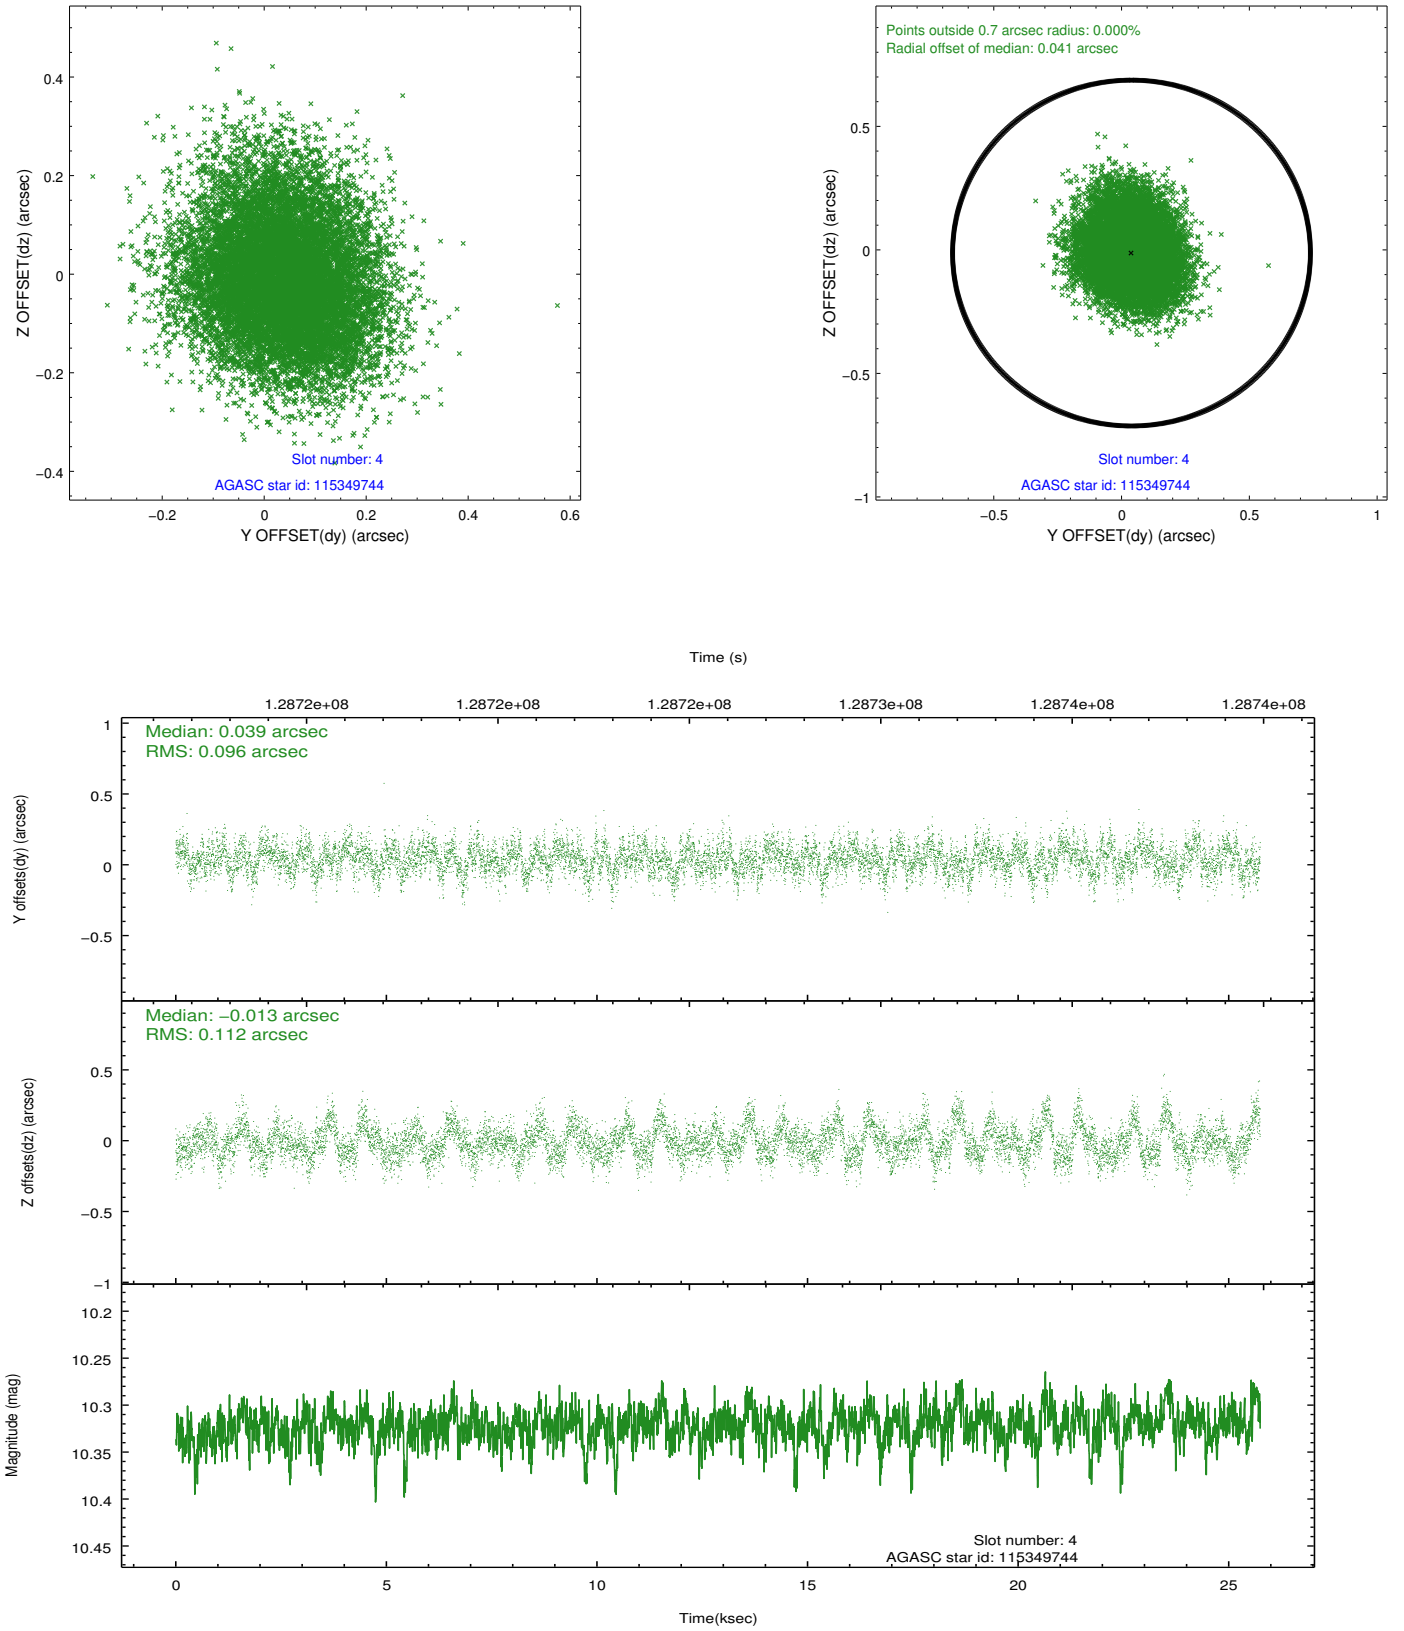 0.4
0.2
0
−0.2
−0.4
Z OFFSET(dz) (arcsec)
Slot number: 4
AGASC star id: 115349744
−0.2 0 0.2 0.4 0.6
Y OFFSET(dy) (arcsec)
Points outside 0.7 arcsec radius: 0.000%
Radial offset of median: 0.041 arcsec
0.5
0
−0.5
−1
Z OFFSET(dz) (arcsec)
Slot number: 4
AGASC star id: 115349744
−0.5 0 0.5 1
Y OFFSET(dy) (arcsec)
Time (s)
1.2872e+08 1.2872e+08 1.2872e+08 1.2873e+08 1.2874e+08 1.2874e+08
Median: 0.039 arcsec
RMS: 0.096 arcsec
1
0.5
0
−0.5
Y offsets(dy) (arcsec)
Median: −0.013 arcsec
RMS: 0.112 arcsec
0.5
0
−0.5
−1
Z offsets(dz) (arcsec)
10.2
10.25
10.3
10.35
10.4
10.45
Magnitude (mag)
Slot number: 4
AGASC star id: 115349744
0 5 10 15 20 25
Time(ksec)